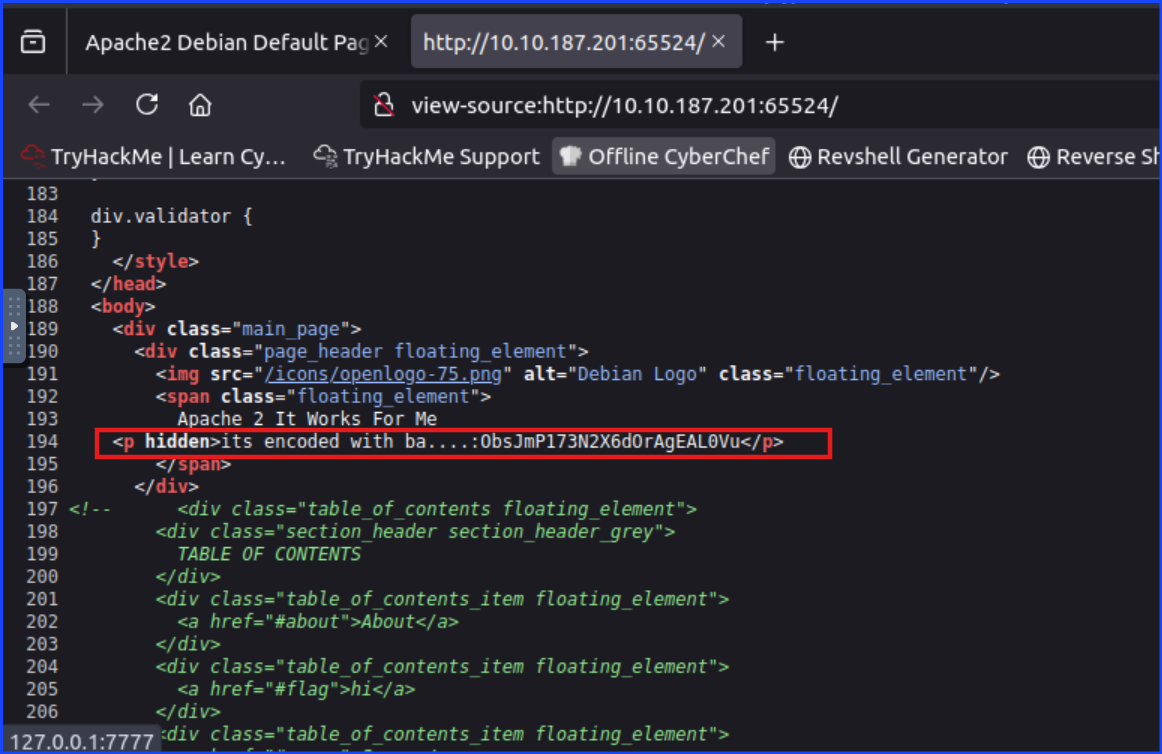 Apache2 Debian Default Pag
http://10.10.187.201:65524/
view-source:http://10.10.187.201:65524/
TryHackMe | Learn Cy... TryHackMe Support Offline CyberChef Revshell Generator Reverse Sh
183
184 div.validator {
185 }
186 </style>
187 </head>
188 <body>
189 <div class="main_page">
190 <div class="page_header floating_element">
191 <img src="/icons/openlogo-75.png" alt="Debian Logo" class="floating_element"/>
192 <span class="floating_element">
193 Apache 2 It Works For Me
194 <p hidden>its encoded with ba....:ObsJmP173N2X6dOrAgEAL0Vu</p>
195 </span>
196 </div>
197 <!-- <div class="table_of_contents floating_element">
198 <div class="section_header section_header_grey">
199 TABLE OF CONTENTS
200 </div>
201 <div class="table_of_contents_item floating_element">
202 <a href="#about">About</a>
203 </div>
204 <div class="table_of_contents_item floating_element">
205 <a href="#flag">hi</a>
206 </div>
<div class="table_of_contents_item floating_element">
127.0.0.1:7777